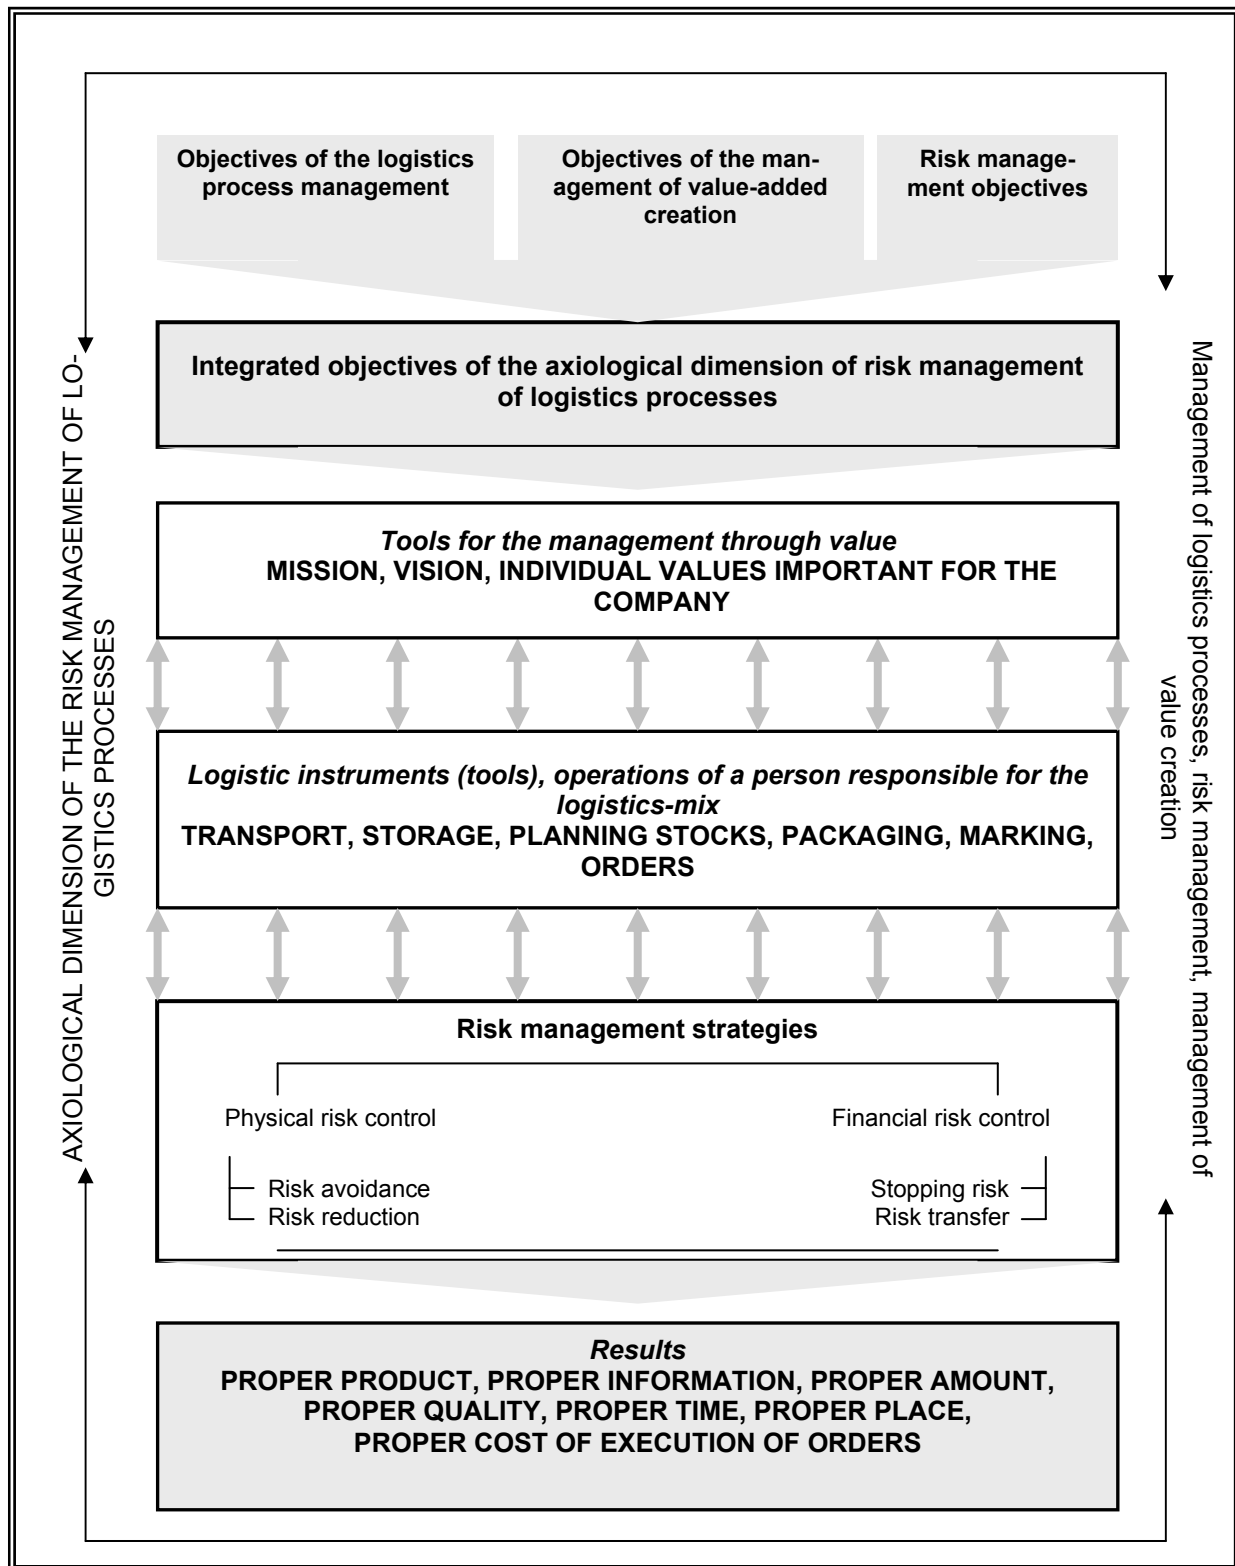 Objectives of the logistics
process management
Objectives of the man-
agement of value-added
creation
Risk manage-
ment objectives
Integrated objectives of the axiological dimension of risk management
of logistics processes
Tools for the management through value
MISSION, VISION, INDIVIDUAL VALUES IMPORTANT FOR THE
COMPANY
Logistic instruments (tools), operations of a person responsible for the
logistics-mix
TRANSPORT, STORAGE, PLANNING STOCKS, PACKAGING, MARKING,
ORDERS
Risk management strategies
Physical risk control
Financial risk control
Risk avoidance
Risk reduction
Stopping risk
Risk transfer
Results
PROPER PRODUCT, PROPER INFORMATION, PROPER AMOUNT,
PROPER QUALITY, PROPER TIME, PROPER PLACE,
PROPER COST OF EXECUTION OF ORDERS
AXIOLOGICAL DIMENSION OF THE RISK MANAGEMENT OF LO-
GISTICS PROCESSES
Management of logistics processes, risk management, management of
value creation